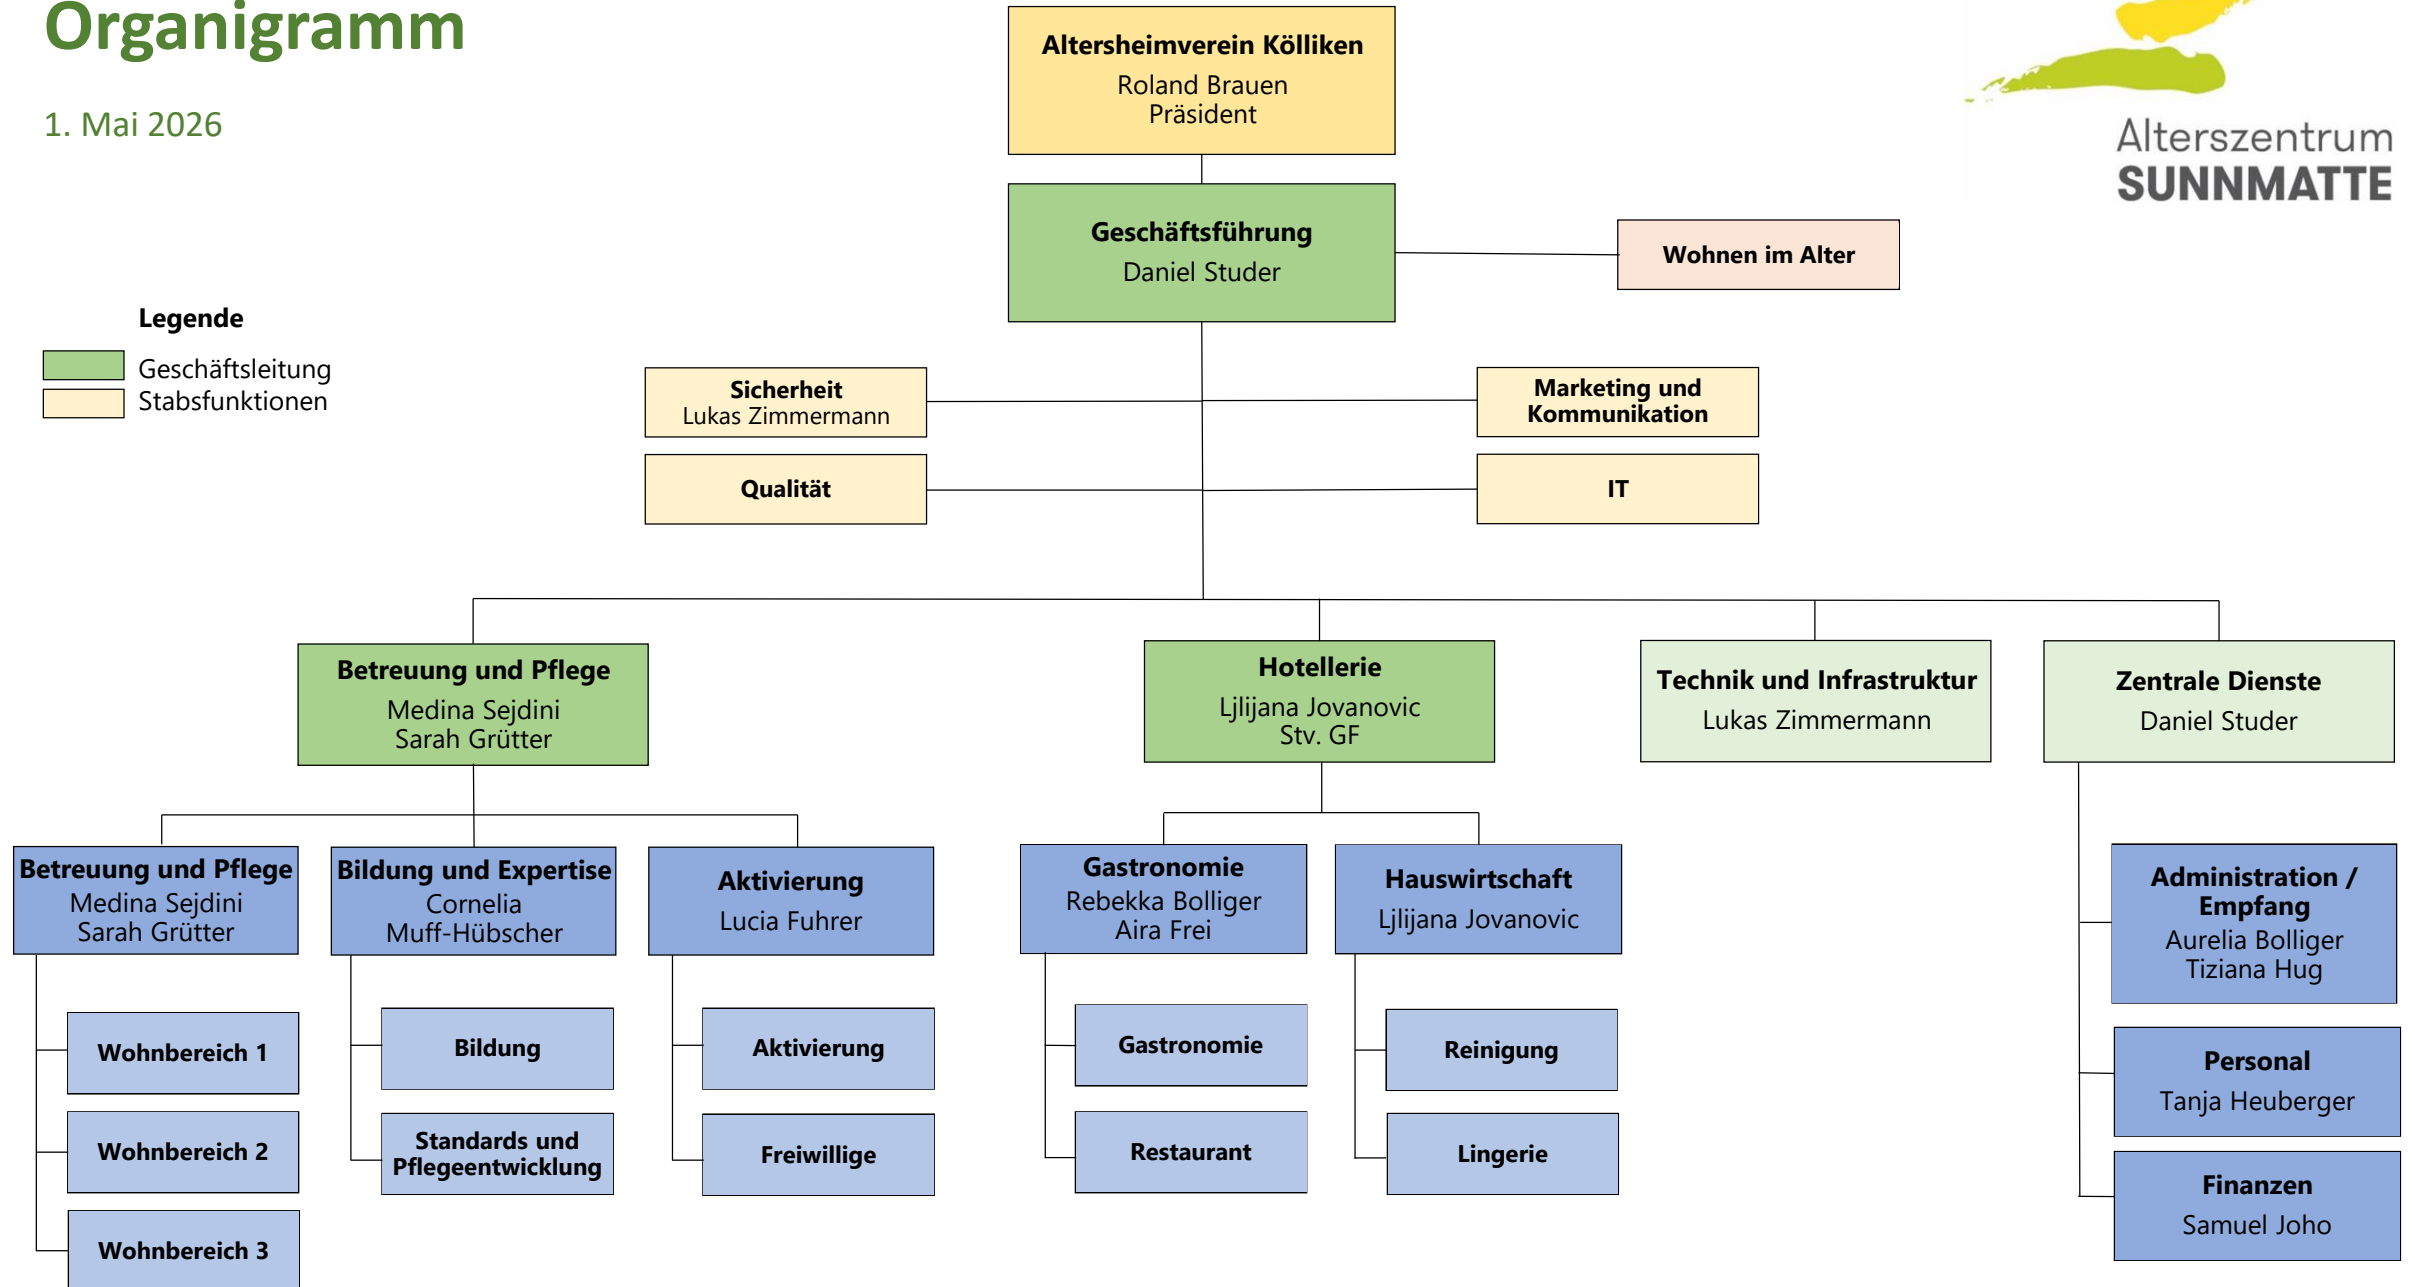 Organigramm
1. Mai 2026
Alterszentrum
SUNNMATTE
Altersheimverein Kölliken
Roland Brauen
Präsident
Geschäftsführung
Daniel Studer
Wohnen im Alter
Legende
Geschäftsleitung
Stabsfunktionen
Sicherheit
Lukas Zimmermann
Marketing und
Kommunikation
Qualität
IT
Betreuung und Pflege
Medina Sejdini
Sarah Grütter
Hotellerie
Ljlijana Jovanovic
Stv. GF
Technik und Infrastruktur
Lukas Zimmermann
Zentrale Dienste
Daniel Studer
Betreuung und Pflege
Medina Sejdini
Sarah Grütter
Bildung und Expertise
Cornelia
Muff-Hübscher
Aktivierung
Lucia Fuhrer
Gastronomie
Rebekka Bolliger
Aira Frei
Hauswirtschaft
Ljlijana Jovanovic
Administration /
Empfang
Aurelia Bolliger
Tiziana Hug
Wohnbereich 1
Wohnbereich 2
Wohnbereich 3
Bildung
Standards und
Pflegeentwicklung
Aktivierung
Freiwillige
Gastronomie
Restaurant
Reinigung
Lingerie
Personal
Tanja Heuberger
Finanzen
Samuel Joho